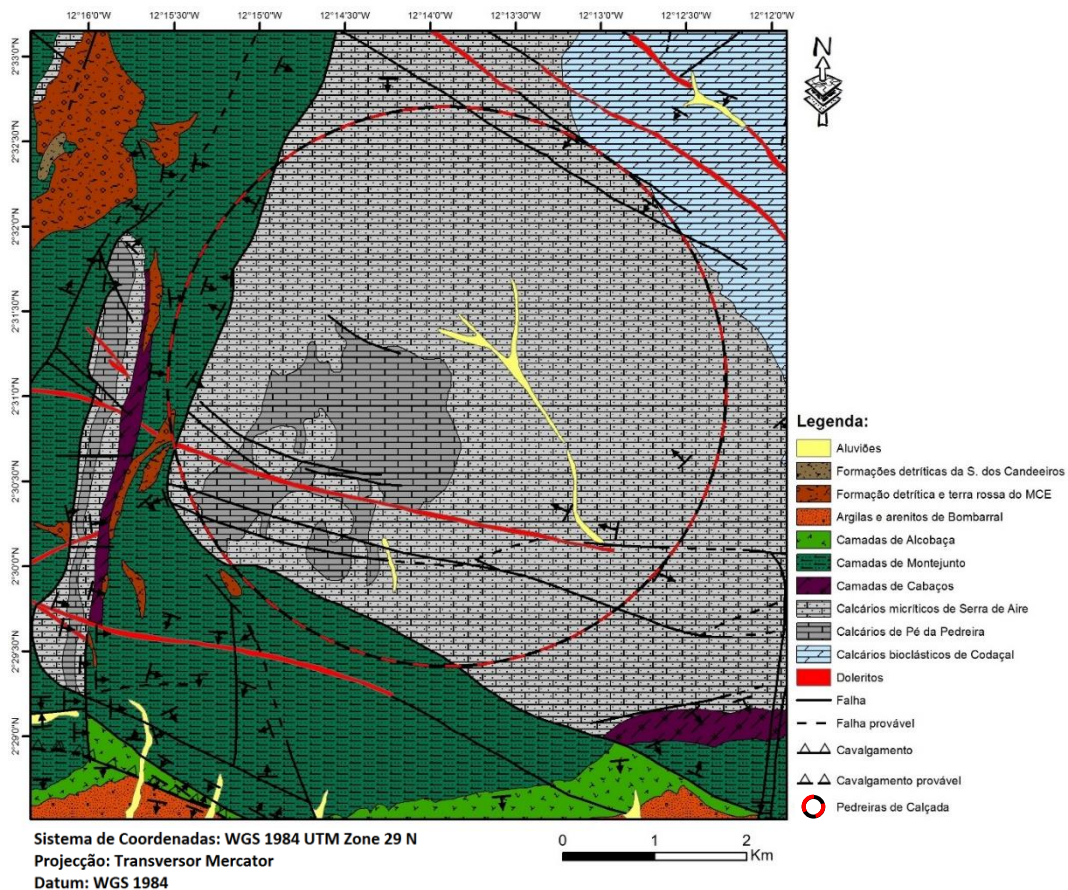 12°16'0"W 12°15'30"W 12°15'0"W 12°14'30"W 12°14'0"W 12°13'30"W 12°13'0"W 12°12'30"W 12°12'0"W
N
2°33'0"N
2°32'30"N
2°32'0"N
2°31'30"N
2°31'0"N
2°30'30"N
2°30'0"N
2°29'30"N
2°29'0"N
Legenda:
Aluviões
Formações detríticas da S. dos Candeeiros
Formação detrítica e terra rossa do MCE
Argilas e arenitos de Bombarral
Camadas de Alcobaça
Camadas de Montejunto
Camadas de Cabaços
Calcários micríticos de Serra de Aire
Calcários de Pé da Pedreira
Calcários bioclásticos de Codaçal
Doleritos
Falha
Falha provável
Cavalgamento
Cavalgamento provável
Pedreiras de Calçada
Sistema de Coordenadas: WGS 1984 UTM Zone 29 N
Projecção: Transversor Mercator
Datum: WGS 1984
0 1 2
Km